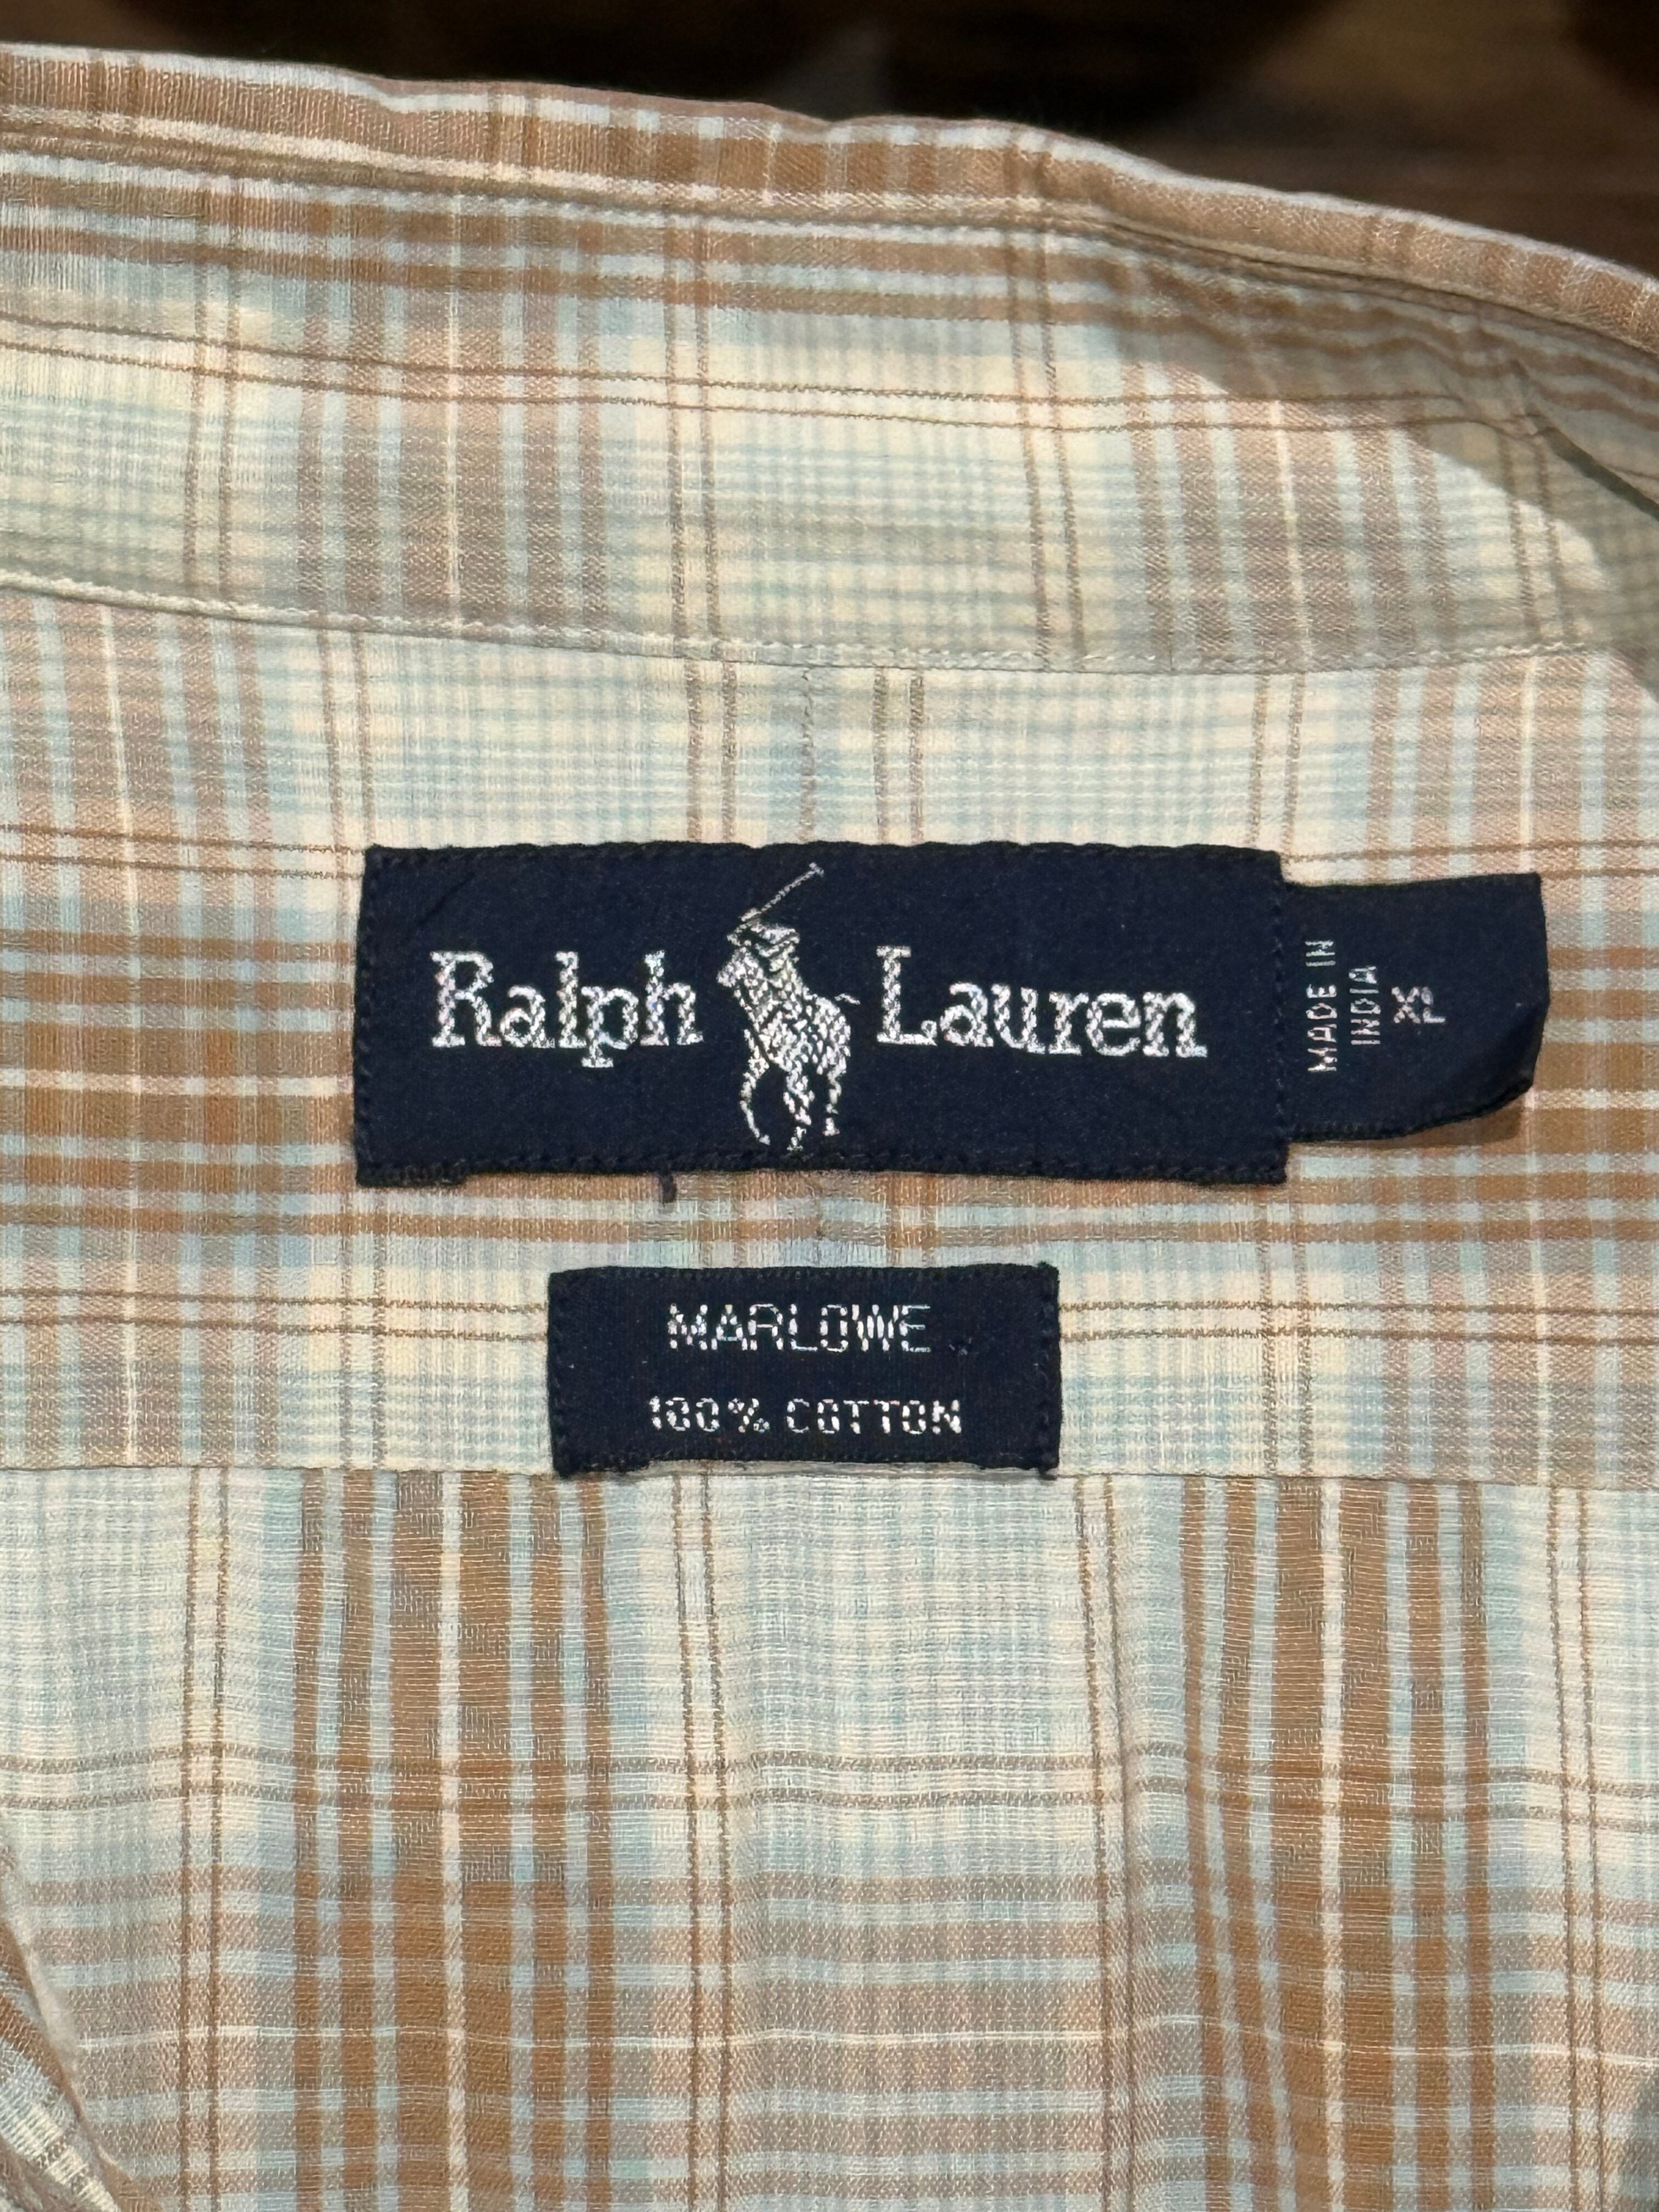 Ralph Lauren
MADE IN
INDIA
XL
MARLOWE
100% COTTON